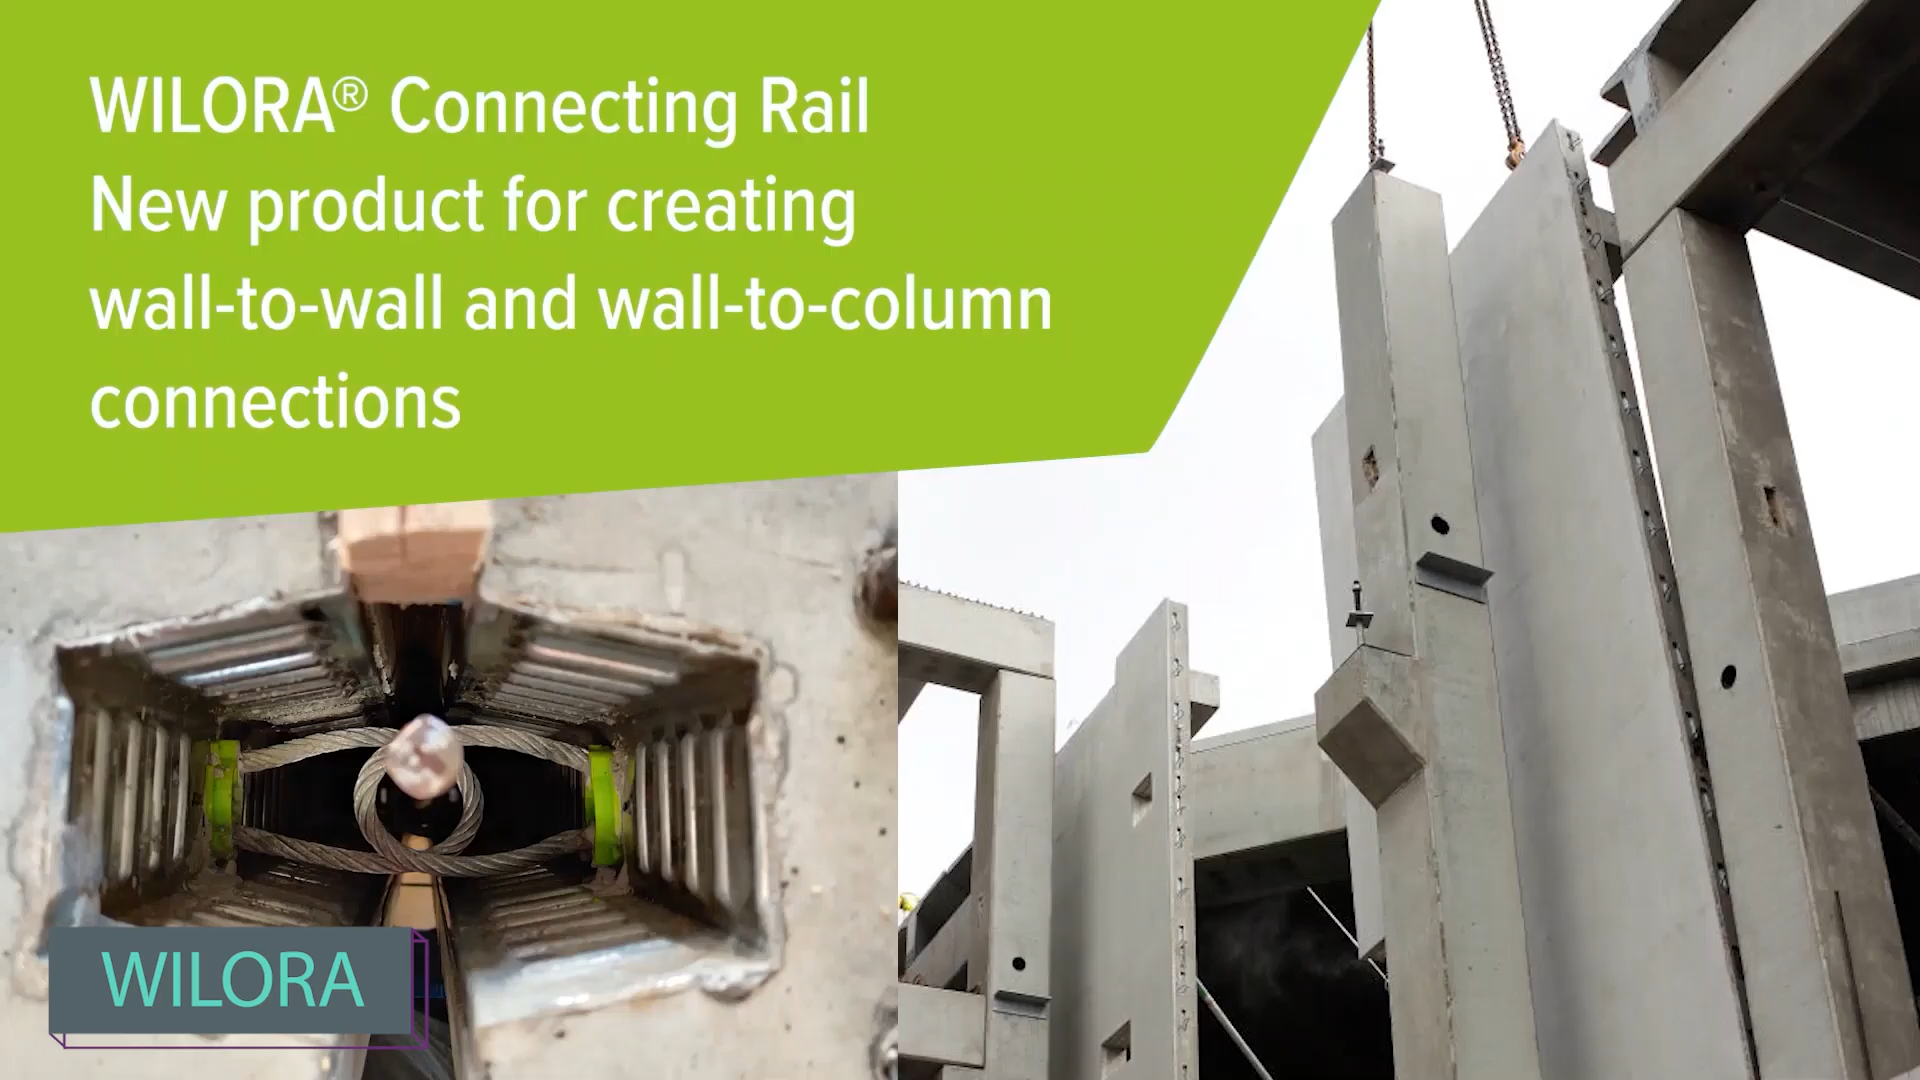 WILORA® Connecting Rail
New product for creating
wall-to-wall and wall-to-column
connections
WILORA